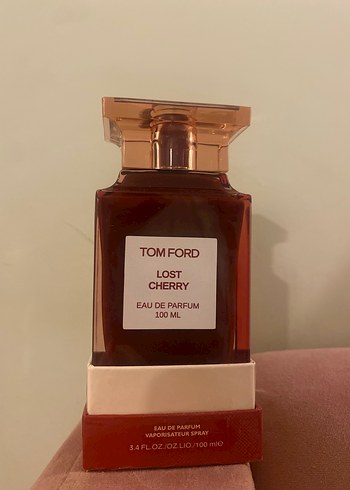 TOM FORD
LOST
CHERRY
EAU DE PARFUM
100 ML
EAU DE PARFUM
VAPORISATEUR SPRAY
3.4 FL.OZ./OZ.LIQ./100 ml℮